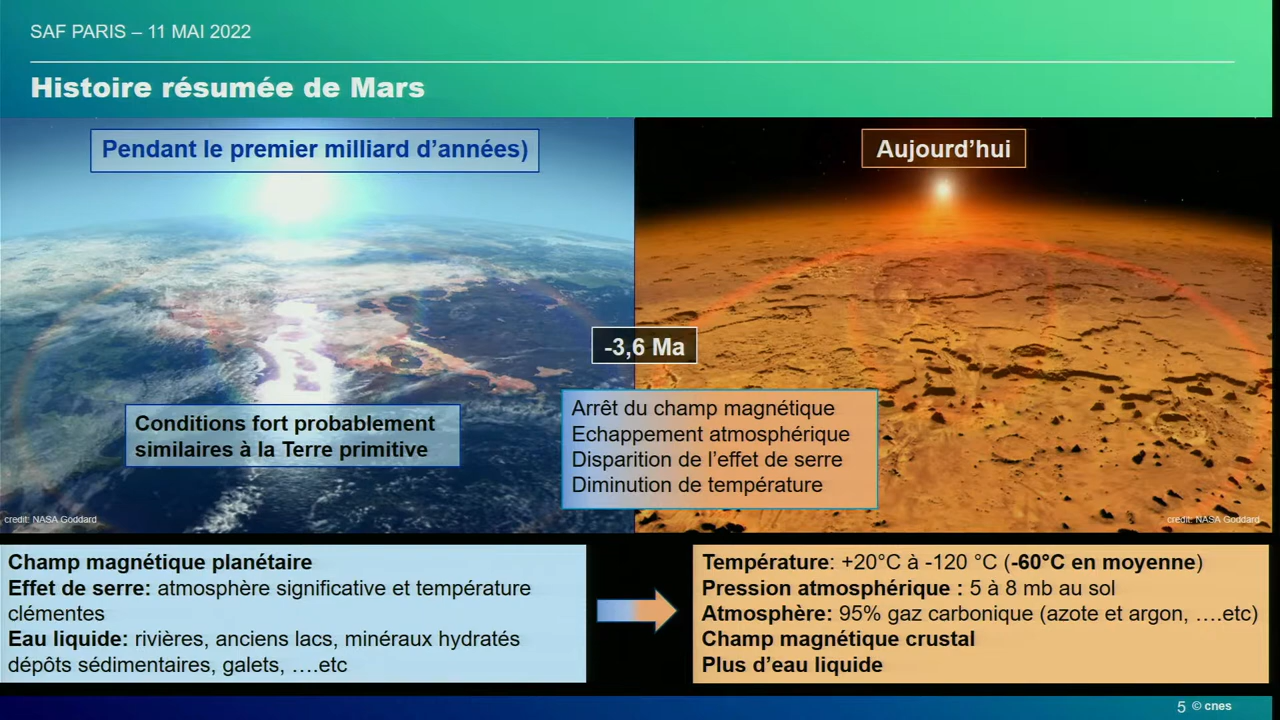 SAF PARIS – 11 MAI 2022
Histoire résumée de Mars
Pendant le premier milliard d’années)
Aujourd’hui
-3,6 Ma
Conditions fort probablement
similaires à la Terre primitive
Arrêt du champ magnétique
Echappement atmosphérique
Disparition de l’effet de serre
Diminution de température
credit: NASA Goddard
credit: NASA Goddard
Champ magnétique planétaire
Effet de serre: atmosphère significative et température
clémentes
Eau liquide: rivières, anciens lacs, minéraux hydratés
dépôts sédimentaires, galets, ….etc
Température: +20°C à -120 °C (-60°C en moyenne)
Pression atmosphérique : 5 à 8 mb au sol
Atmosphère: 95% gaz carbonique (azote et argon, ….etc)
Champ magnétique crustal
Plus d’eau liquide
5 © cnes